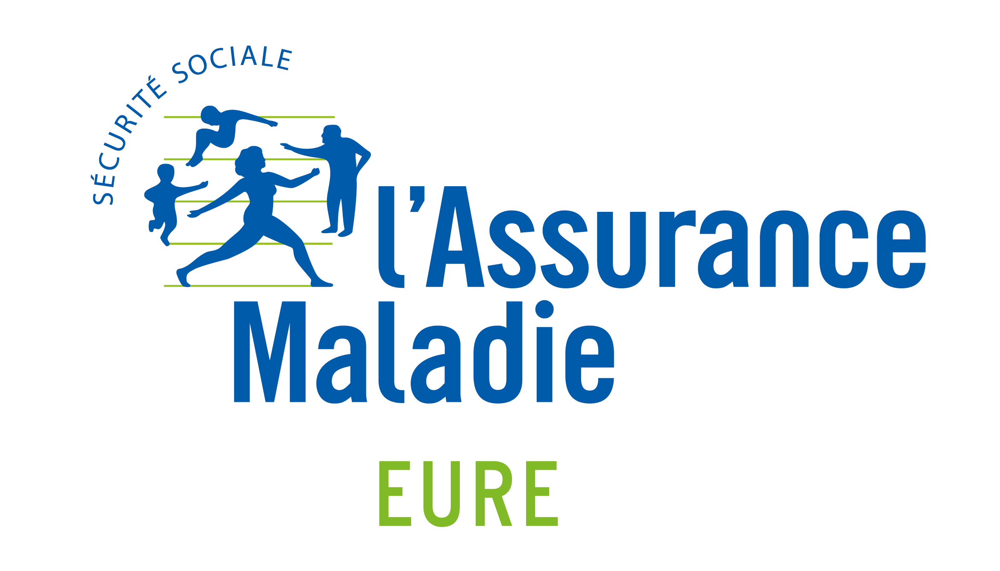 SÉCURITÉ SOCIALE
l’Assurance
Maladie
EURE